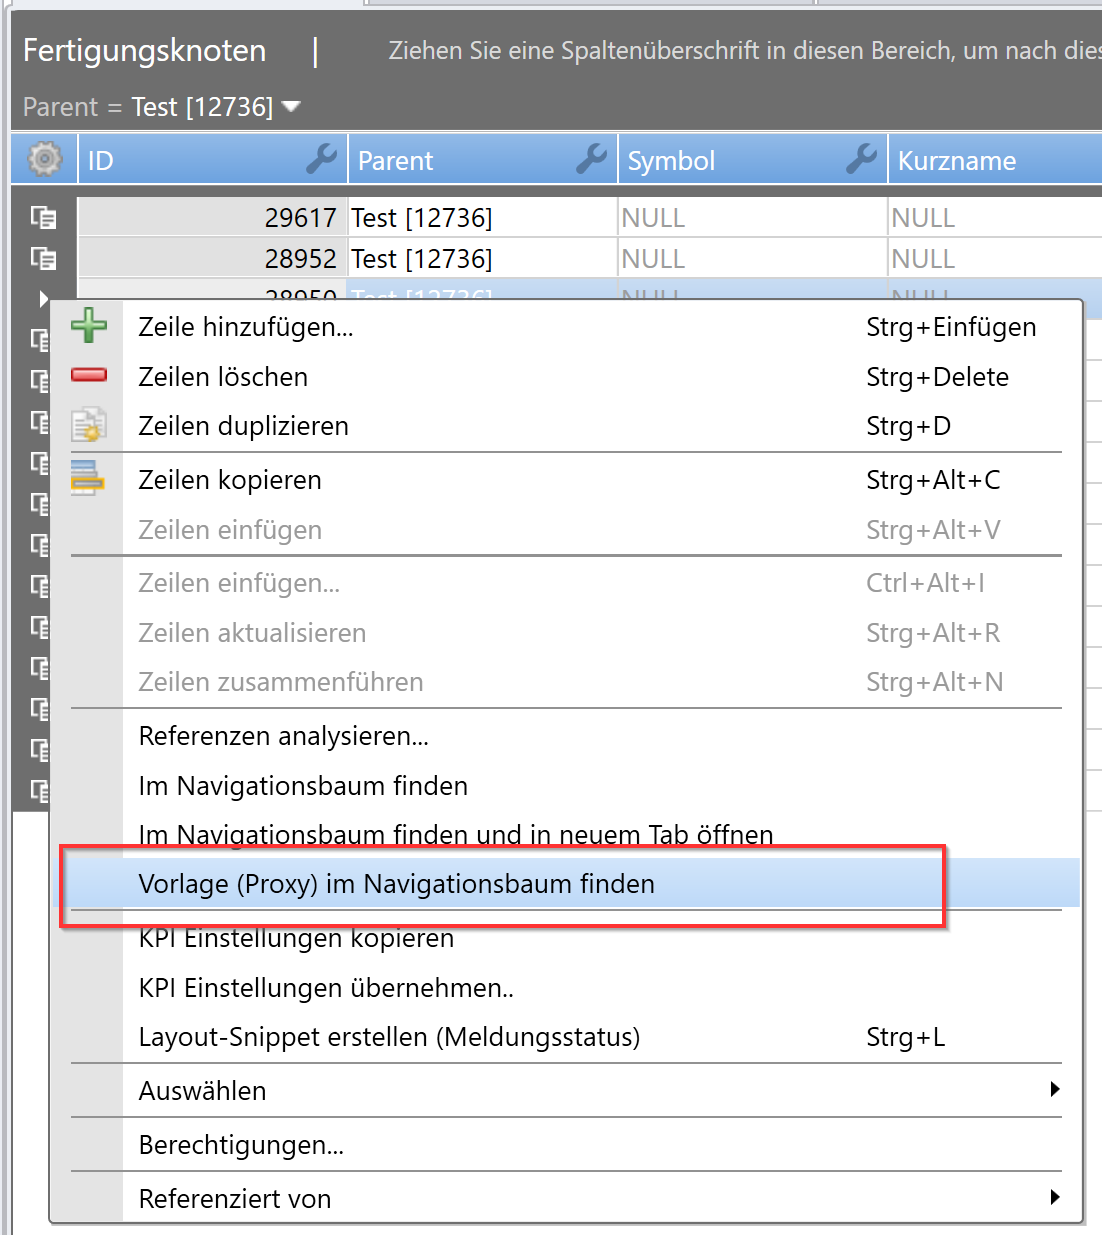 Fertigungsknoten | Ziehen Sie eine Spaltenüberschrift in diesen Bereich, um nach
Parent = Test [12736]
ID Parent Symbol Kurzname
29617 Test [12736] NULL NULL
28952 Test [12736] NULL NULL
28950 Test [12736] NULL NULL
Zeile hinzufügen... Strg+Einfügen
Zeilen löschen Strg+Delete
Zeilen duplizieren Strg+D
Zeilen kopieren Strg+Alt+C
Zeilen einfügen Strg+Alt+V
Zeilen einfügen... Ctrl+Alt+I
Zeilen aktualisieren Strg+Alt+R
Zeilen zusammenführen Strg+Alt+N
Referenzen analysieren...
Im Navigationsbaum finden
Im Navigationsbaum finden und in neuem Tab öffnen
Vorlage (Proxy) im Navigationsbaum finden
KPI Einstellungen kopieren
KPI Einstellungen übernehmen..
Layout-Snippet erstellen (Meldungsstatus) Strg+L
Auswählen
Berechtigungen...
Referenziert von